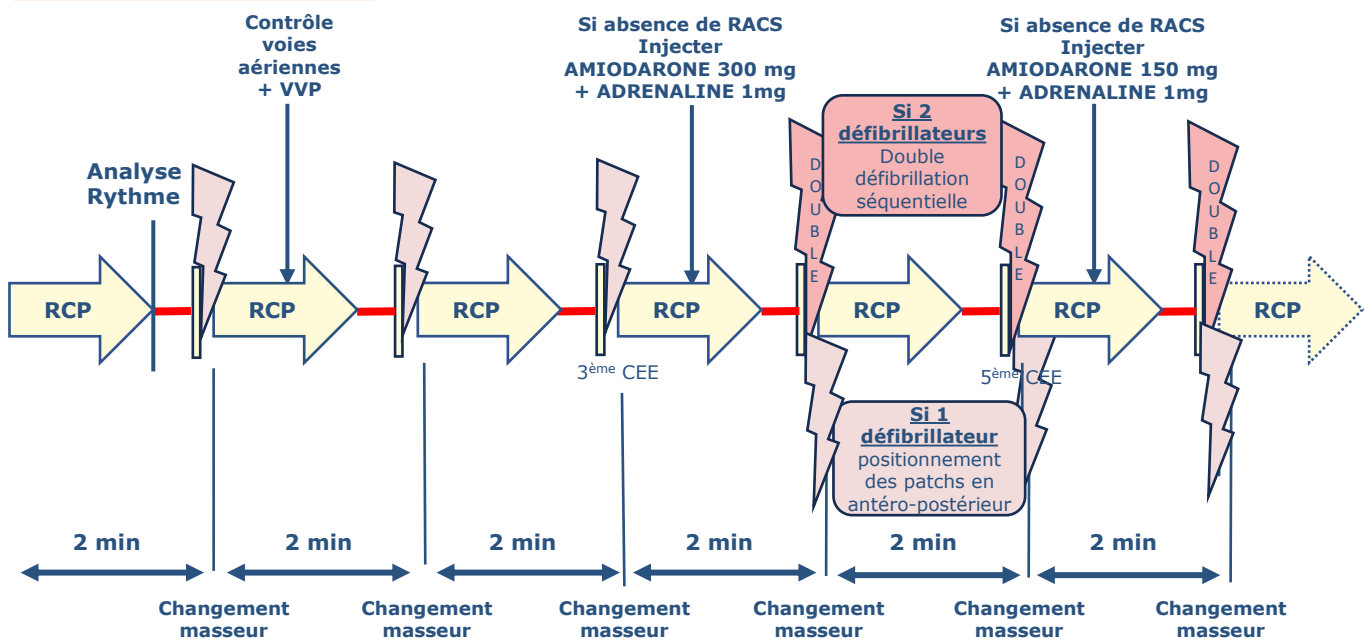 Contrôle
voies
aériennes
+ VVP
Si absence de RACS
Injecter
AMIODARONE 300 mg
+ ADRENALINE 1mg
Si absence de RACS
Injecter
AMIODARONE 150 mg
+ ADRENALINE 1mg
Analyse
Rythme
Si 2
défibrillateurs
Double
défibrillation
séquentielle
DOUBLE
DOUBLE
DOUBLE
RCP
RCP
RCP
RCP
RCP
RCP
RCP
3ème CEE
5ème CEE
Si 1
défibrillateur
positionnement
des patchs en
antéro-postérieur
2 min
2 min
2 min
2 min
2 min
2 min
Changement
masseur
Changement
masseur
Changement
masseur
Changement
masseur
Changement
masseur
Changement
masseur